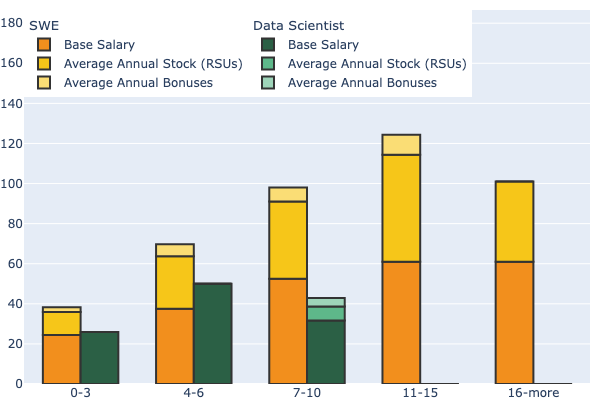 180
160
140
120
100
80
60
40
20
0
SWE
Base Salary
Average Annual Stock (RSUs)
Average Annual Bonuses
Data Scientist
Base Salary
Average Annual Stock (RSUs)
Average Annual Bonuses
0-3 4-6 7-10 11-15 16-more